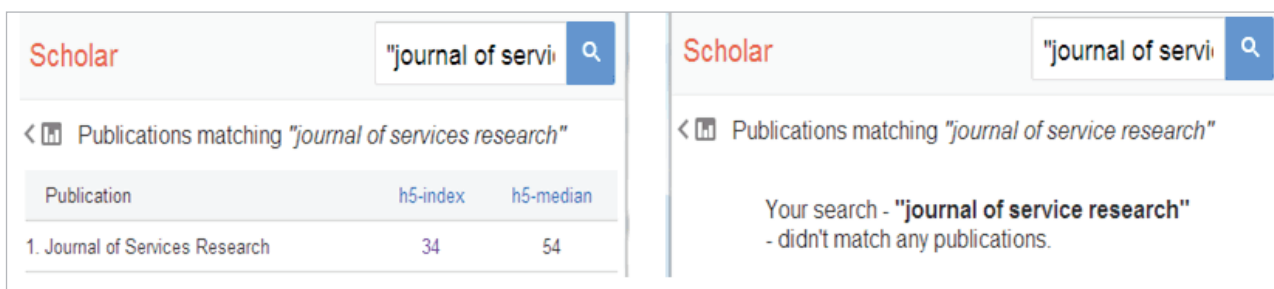 Scholar
"journal of servi
Publications matching "journal of services research"
Publication h5-index h5-median
1. Journal of Services Research 34 54
Scholar
"journal of servi
Publications matching "journal of service research"
Your search - "journal of service research"
- didn't match any publications.